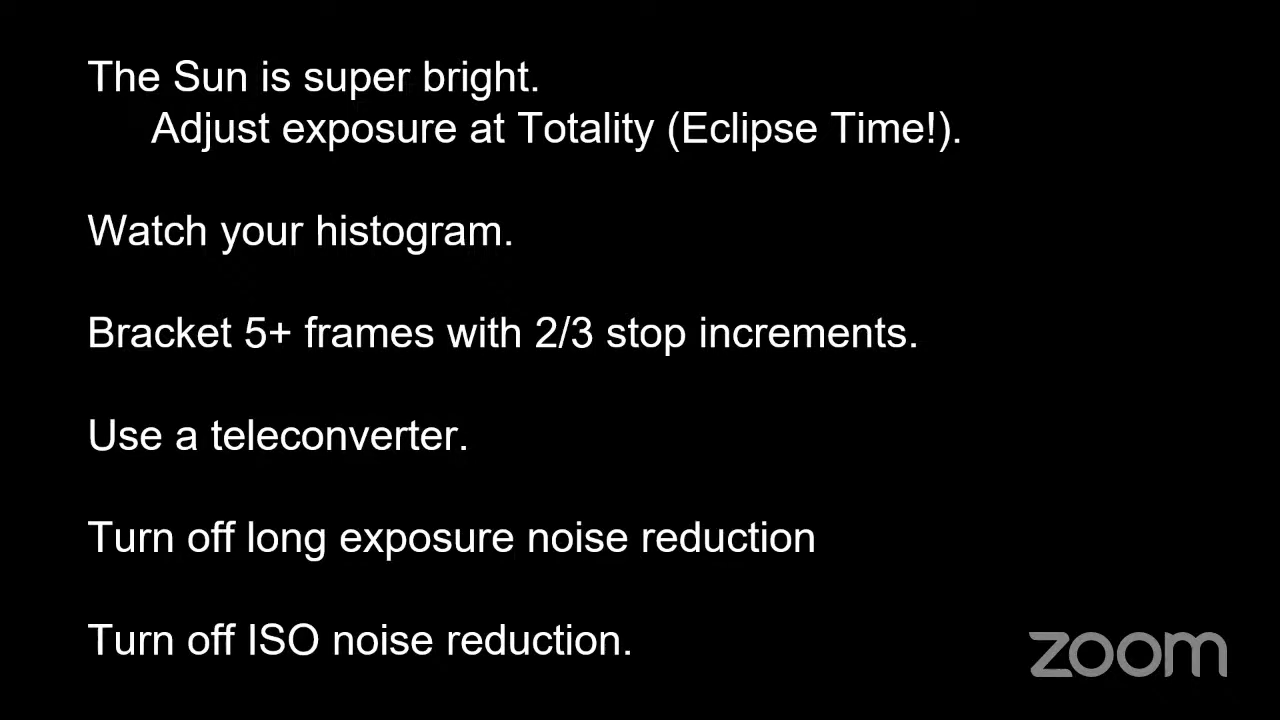 The Sun is super bright.
Adjust exposure at Totality (Eclipse Time!).
Watch your histogram.
Bracket 5+ frames with 2/3 stop increments.
Use a teleconverter.
Turn off long exposure noise reduction
Turn off ISO noise reduction.
zoom